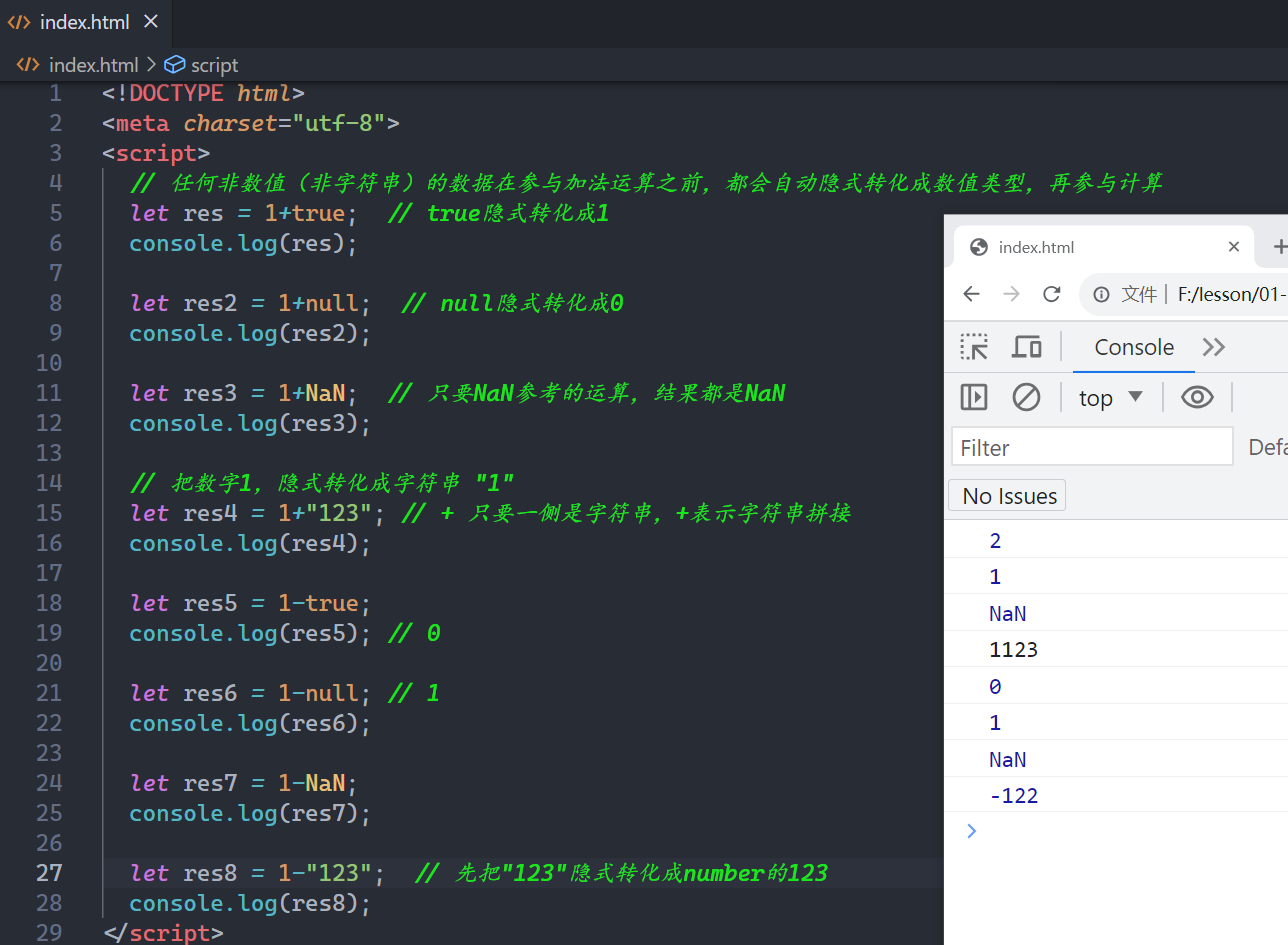 index.html
index.html > script
1 <!DOCTYPE html>
2 <meta charset="utf-8">
3 <script>
4 // 任何非数值（非字符串）的数据在参与加法运算之前，都会自动隐式转化成数值类型，再参与计算
5 let res = 1+true; // true隐式转化成1
6 console.log(res);
7
8 let res2 = 1+null; // null隐式转化成0
9 console.log(res2);
10
11 let res3 = 1+NaN; // 只要NaN参考的运算，结果都是NaN
12 console.log(res3);
13
14 // 把数字1，隐式转化成字符串 "1"
15 let res4 = 1+"123"; // + 只要一侧是字符串，+表示字符串拼接
16 console.log(res4);
17
18 let res5 = 1-true;
19 console.log(res5); // 0
20
21 let res6 = 1-null; // 1
22 console.log(res6);
23
24 let res7 = 1-NaN;
25 console.log(res7);
26
27 let res8 = 1-"123"; // 先把"123"隐式转化成number的123
28 console.log(res8);
29 </script>
index.html
文件 | F:/lesson/01-
Console
top
Filter
Defa
No Issues
2
1
NaN
1123
0
1
NaN
-122